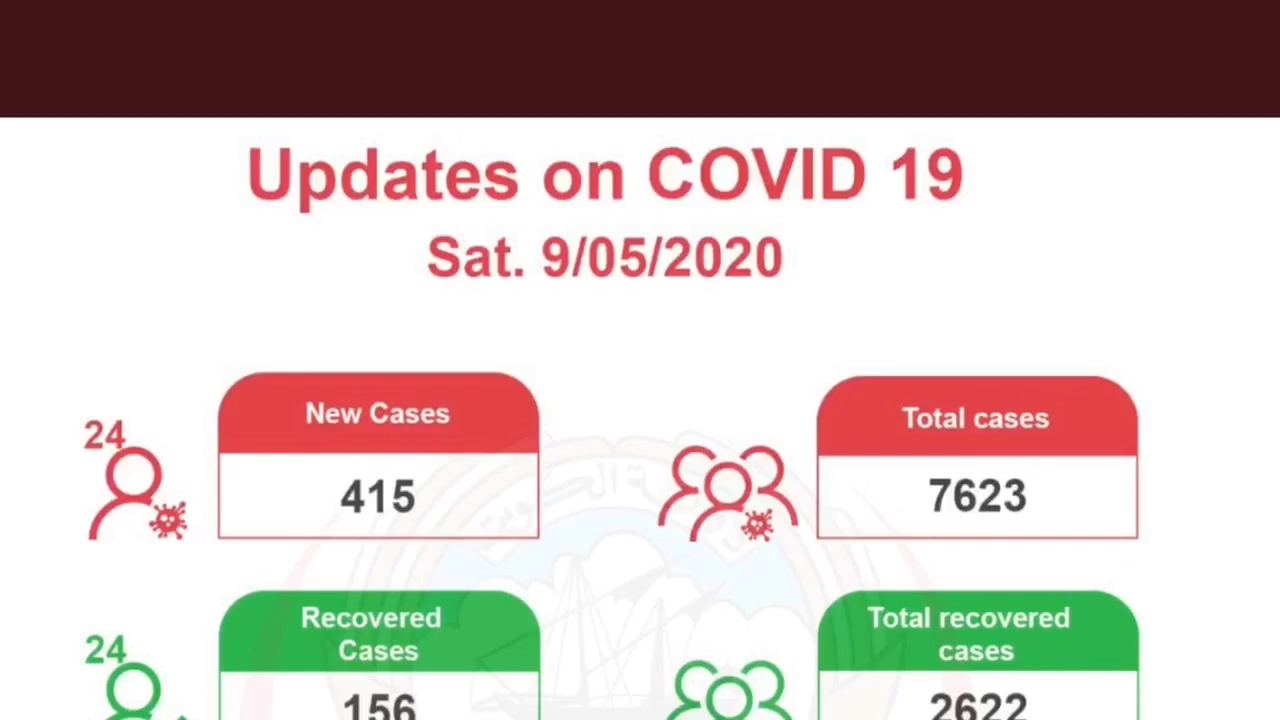 Updates on COVID 19
Sat. 9/05/2020
New Cases
Total cases
24
415
7623
Recovered
Cases
Total recovered
cases
24
156
2622